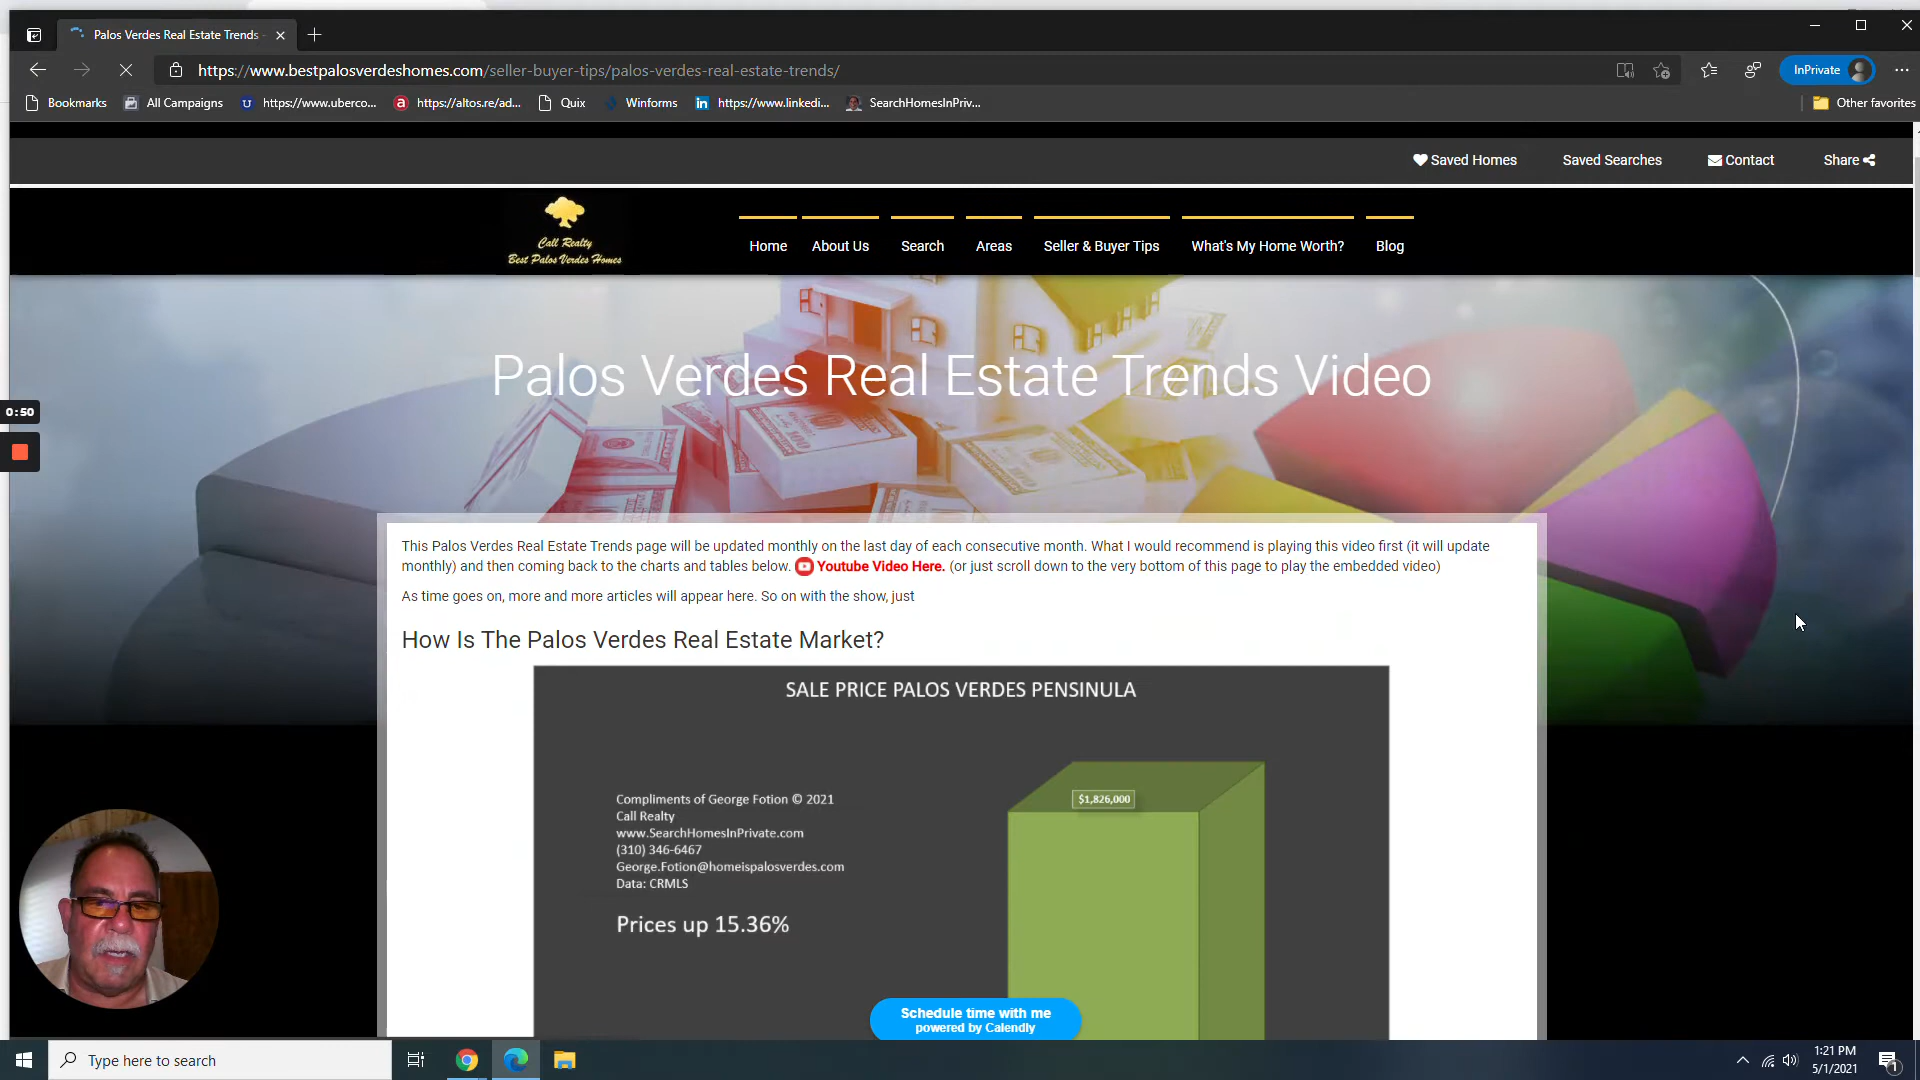 Palos Verdes Real Estate Trends
https://www.bestpalosverdeshomes.com/seller-buyer-tips/palos-verdes-real-estate-trends/
InPrivate
Bookmarks
All Campaigns
https://www.uberco...
https://altos.re/ad...
Quix
Winforms
https://www.linkedi...
SearchHomesInPriv...
Other favorites
Saved Homes
Saved Searches
Contact
Share
Call Realty
Best Palos Verdes Homes
Home
About Us
Search
Areas
Seller & Buyer Tips
What's My Home Worth?
Blog
Palos Verdes Real Estate Trends Video
0:50
This Palos Verdes Real Estate Trends page will be updated monthly on the last day of each consecutive month. What I would recommend is playing this video first (it will update
monthly) and then coming back to the charts and tables below. Youtube Video Here. (or just scroll down to the very bottom of this page to play the embedded video)
As time goes on, more and more articles will appear here. So on with the show, just
How Is The Palos Verdes Real Estate Market?
SALE PRICE PALOS VERDES PENSINULA
$1,826,000
Compliments of George Fotion © 2021
Call Realty
www.SearchHomesInPrivate.com
(310) 346-6467
George.Fotion@homeispalosverdes.com
Data: CRMLS
Prices up 15.36%
Schedule time with me
powered by Calendly
Type here to search
1:21 PM
5/1/2021
1